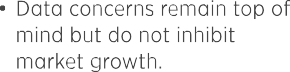 • Data concerns remain top of
mind but do not inhibit
market growth.